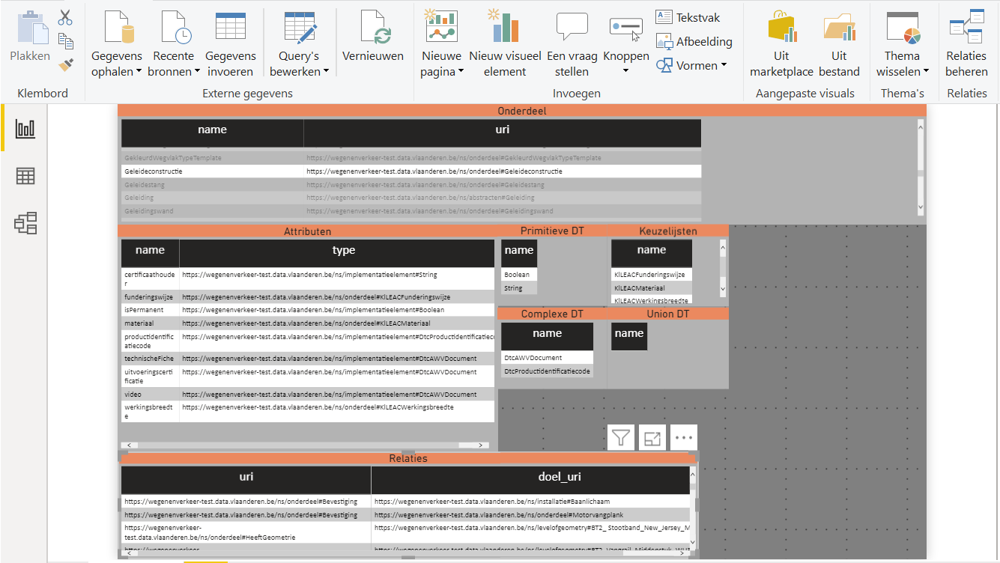 Plakken
Klembord
Gegevens ophalen
Recente bronnen
Gegevens invoeren
Externe gegevens
Query's bewerken
Vernieuwen
Nieuwe pagina
Nieuw visueel element
Een vraag stellen
Knoppen
Tekstvak
Afbeelding
Vormen
Invoegen
Uit marketplace
Uit bestand
Aangepaste visuals
Thema wisselen
Thema's
Relaties beheren
Relaties
Onderdeel
name uri
GekleurdWegvlakTypeTemplate https://wegenenverkeer-test.data.vlaanderen.be/ns/onderdeel#GekleurdWegvlakTypeTemplate
Geleideconstructie https://wegenenverkeer-test.data.vlaanderen.be/ns/onderdeel#Geleideconstructie
Geleidestang https://wegenenverkeer-test.data.vlaanderen.be/ns/onderdeel#Geleidestang
Geleiding https://wegenenverkeer-test.data.vlaanderen.be/ns/abstracten#Geleiding
Geleidingswand https://wegenenverkeer-test.data.vlaanderen.be/ns/onderdeel#Geleidingswand
Attributen
name type
certificaathoude
r https://wegenenverkeer-test.data.vlaanderen.be/ns/implementatieelement#String
funderingswijze https://wegenenverkeer-test.data.vlaanderen.be/ns/onderdeel#KlLEACFunderingswijze
isPermanent https://wegenenverkeer-test.data.vlaanderen.be/ns/implementatieelement#Boolean
materiaal https://wegenenverkeer-test.data.vlaanderen.be/ns/onderdeel#KlLEACMateriaal
productidentific
atiecode https://wegenenverkeer-test.data.vlaanderen.be/ns/implementatieelement#DtcProductidentificatiec
technischeFiche https://wegenenverkeer-test.data.vlaanderen.be/ns/implementatieelement#DtcAWVDocument
uitvoeringscerti
ficatie https://wegenenverkeer-test.data.vlaanderen.be/ns/implementatieelement#DtcAWVDocument
video https://wegenenverkeer-test.data.vlaanderen.be/ns/implementatieelement#DtcAWVDocument
werkingsbreedt
e https://wegenenverkeer-test.data.vlaanderen.be/ns/onderdeel#KlLEACWerkingsbreedte
Primitieve DT
name
Boolean
String
Keuzelijsten
name
KlLEACFunderingswijze
KlLEACMateriaal
KlLEACWerkingsbreedte
Complexe DT
name
DtcAWVDocument
DtcProductidentificatiecode
Union DT
name
Relaties
uri doel_uri
https://wegenenverkeer-test.data.vlaanderen.be/ns/onderdeel#Bevestiging https://wegenenverkeer-test.data.vlaanderen.be/ns/installatie#Baanlichaam
https://wegenenverkeer-test.data.vlaanderen.be/ns/onderdeel#Bevestiging https://wegenenverkeer-test.data.vlaanderen.be/ns/onderdeel#Motorvangplank
https://wegenenverkeer-
test.data.vlaanderen.be/ns/onderdeel#HeeftGeometrie https://wegenenverkeer-test.data.vlaanderen.be/ns/levelofgeometry#BT2_ Stootband_New_Jersey_M